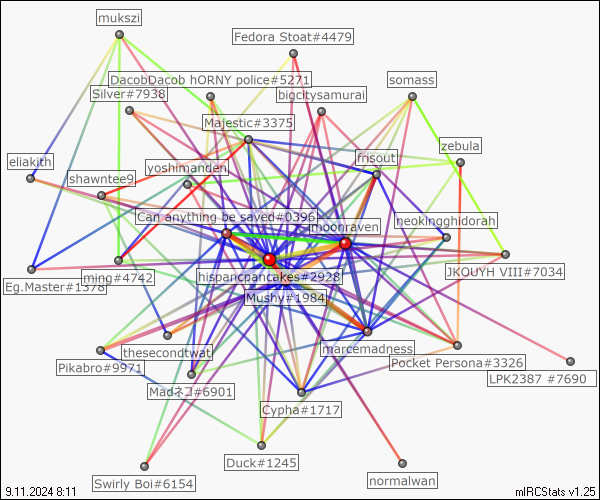 mukszi
Fedora Stoat#4479
DacobDacob hORNY police#5271
somass
Silver#7938
bigcitysamurai
Majestic#3375
zebula
eliakith
yoshimanden
frisout
shawntee9
Can anything be saved#0396
moonraven
neokingghidorah
ming#4742
hispancpancakes#2928
JKOUYH VIII#7034
Eg.Master#1378
Mushy#1984
thesecondtwat
marcemadness
Pikabro#9971
Pocket Persona#3326
LPK2387 #7690
Madネコ#6901
Cypha#1717
Duck#1245
normalwan
Swirly Boi#6154
9.11.2024 8:11
mIRCStats v1.25